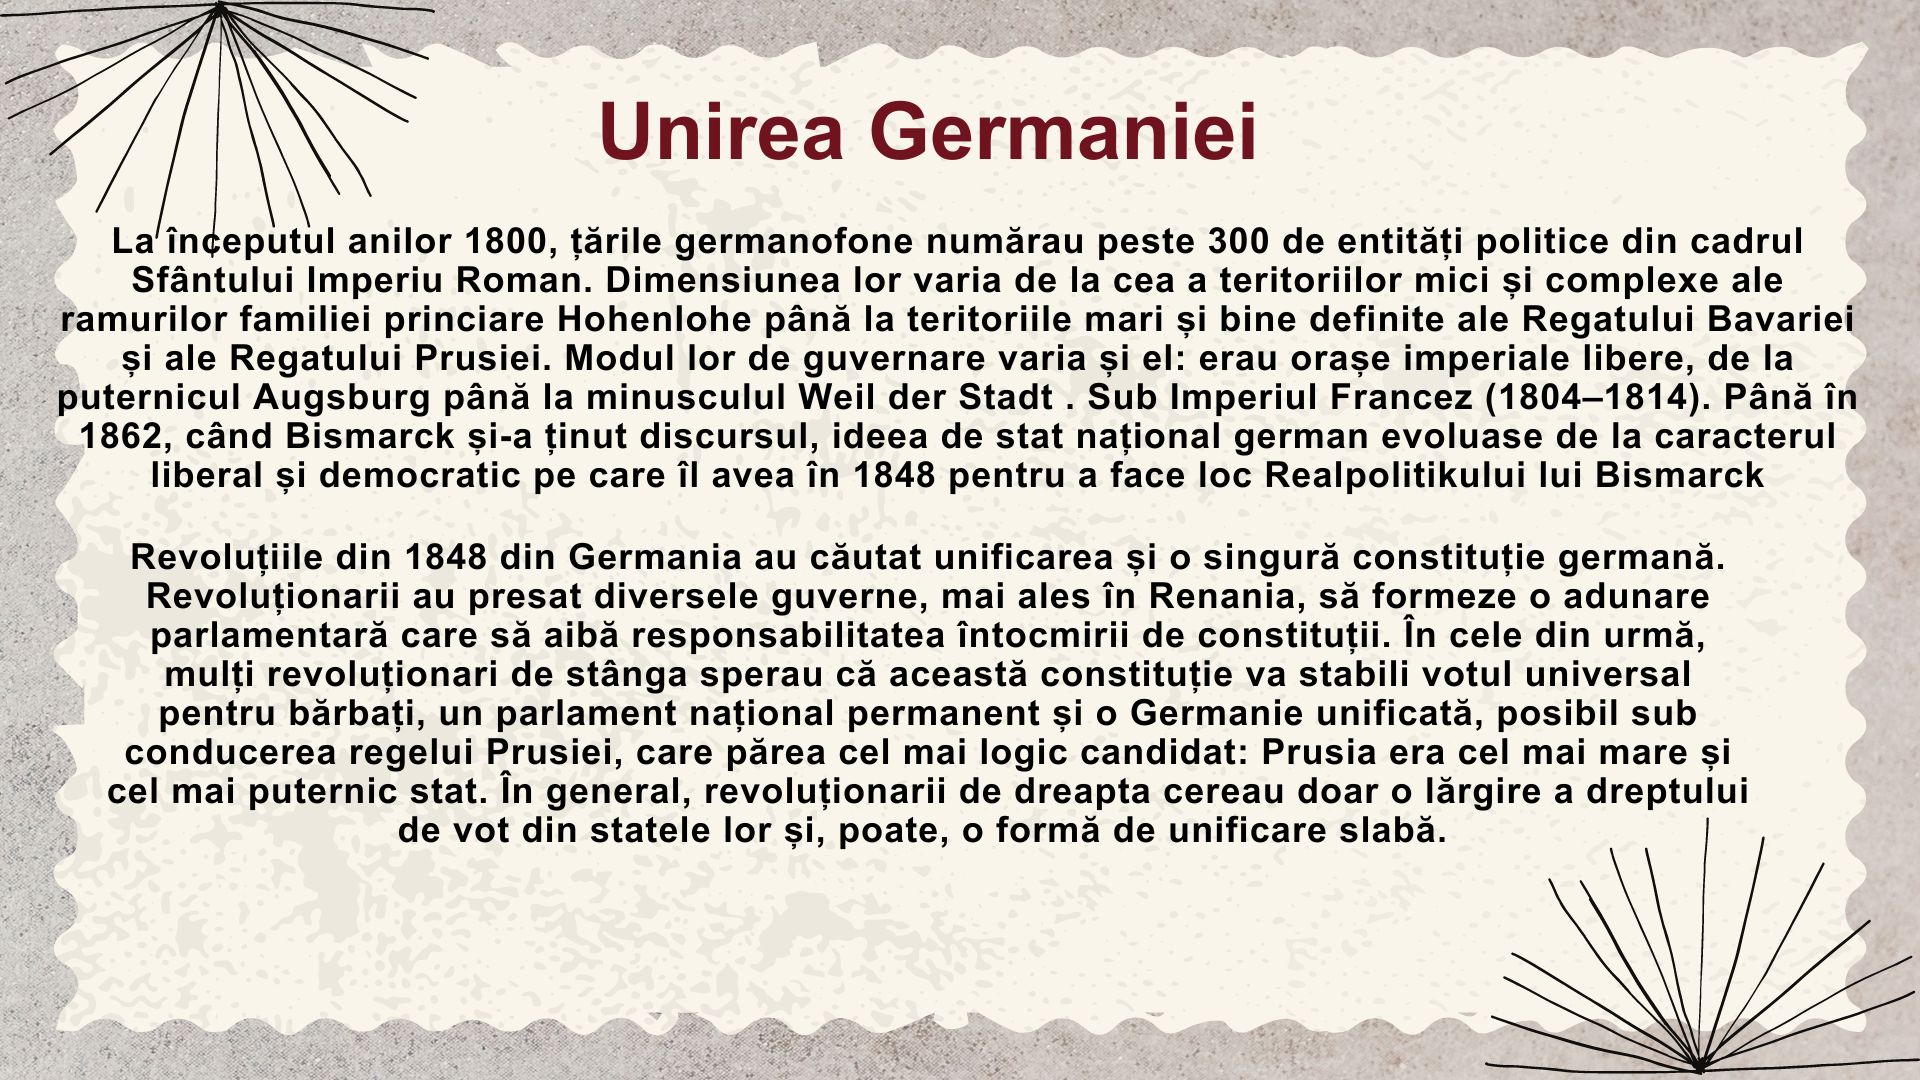 Unirea Germaniei
La începutul anilor 1800, țările germanofone numărau peste 300 de entități politice din cadrul
Sfântului Imperiu Roman. Dimensiunea lor varia de la cea a teritoriilor mici și complexe ale
ramurilor familiei princiare Hohenlohe până la teritoriile mari și bine definite ale Regatului Bavariei
și ale Regatului Prusiei. Modul lor de guvernare varia și el: erau orașe imperiale libere, de la
puternicul Augsburg până la minusculul Weil der Stadt . Sub Imperiul Francez (1804–1814). Până în
1862, când Bismarck și-a ținut discursul, ideea de stat național german evoluase de la caracterul
liberal și democratic pe care îl avea în 1848 pentru a face loc Realpolitikului lui Bismarck
Revoluțiile din 1848 din Germania au căutat unificarea și o singură constituție germană.
Revoluționarii au presat diversele guverne, mai ales în Renania, să formeze o adunare
parlamentară care să aibă responsabilitatea întocmirii de constituții. În cele din urmă,
mulți revoluționari de stânga sperau că această constituție va stabili votul universal
pentru bărbați, un parlament național permanent și o Germanie unificată, posibil sub
conducerea regelui Prusiei, care părea cel mai logic candidat: Prusia era cel mai mare și
cel mai puternic stat. În general, revoluționarii de dreapta cereau doar o lărgire a dreptului
de vot din statele lor și, poate, o formă de unificare slabă.